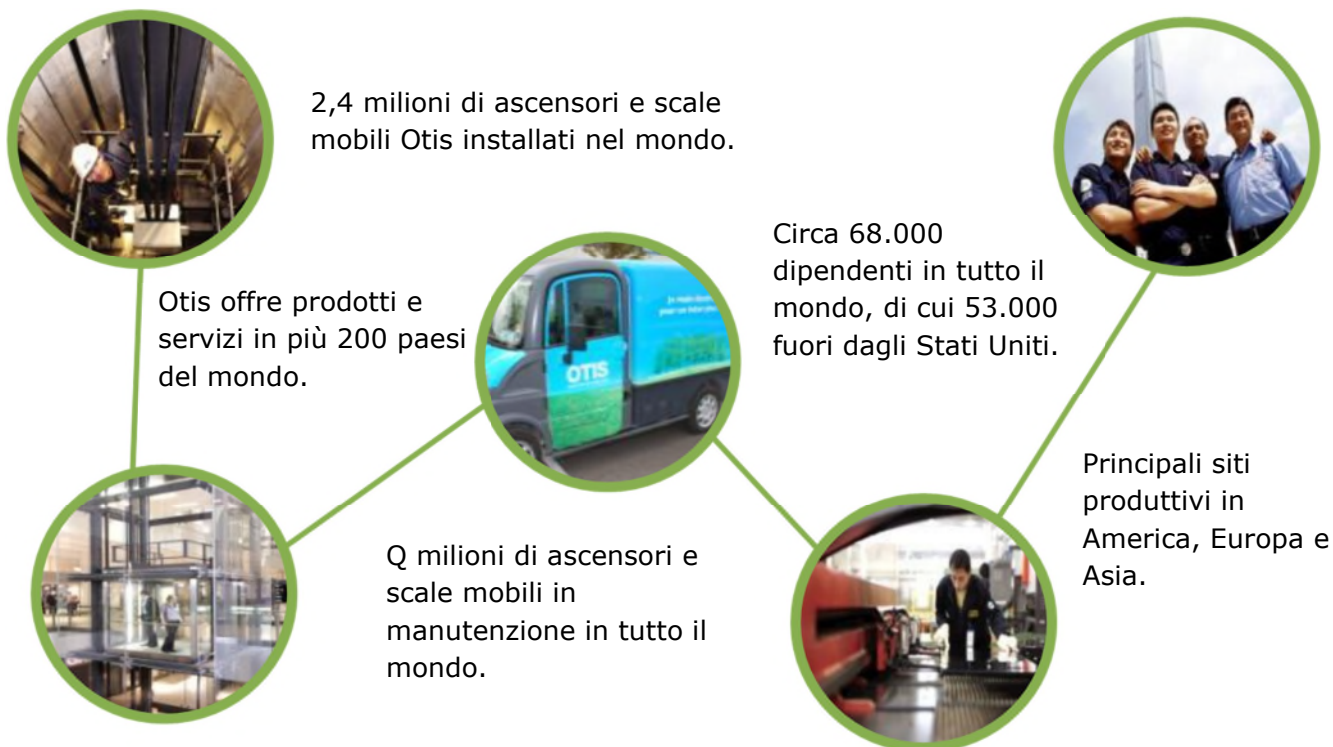 2,4 milioni di ascensori e scale
mobili Otis installati nel mondo.
Otis offre prodotti e
servizi in più 200 paesi
del mondo.
OTIS
Circa 68.000
dipendenti in tutto il
mondo, di cui 53.000
fuori dagli Stati Uniti.
Q milioni di ascensori e
scale mobili in
manutenzione in tutto il
mondo.
Principali siti
produttivi in
America, Europa e
Asia.